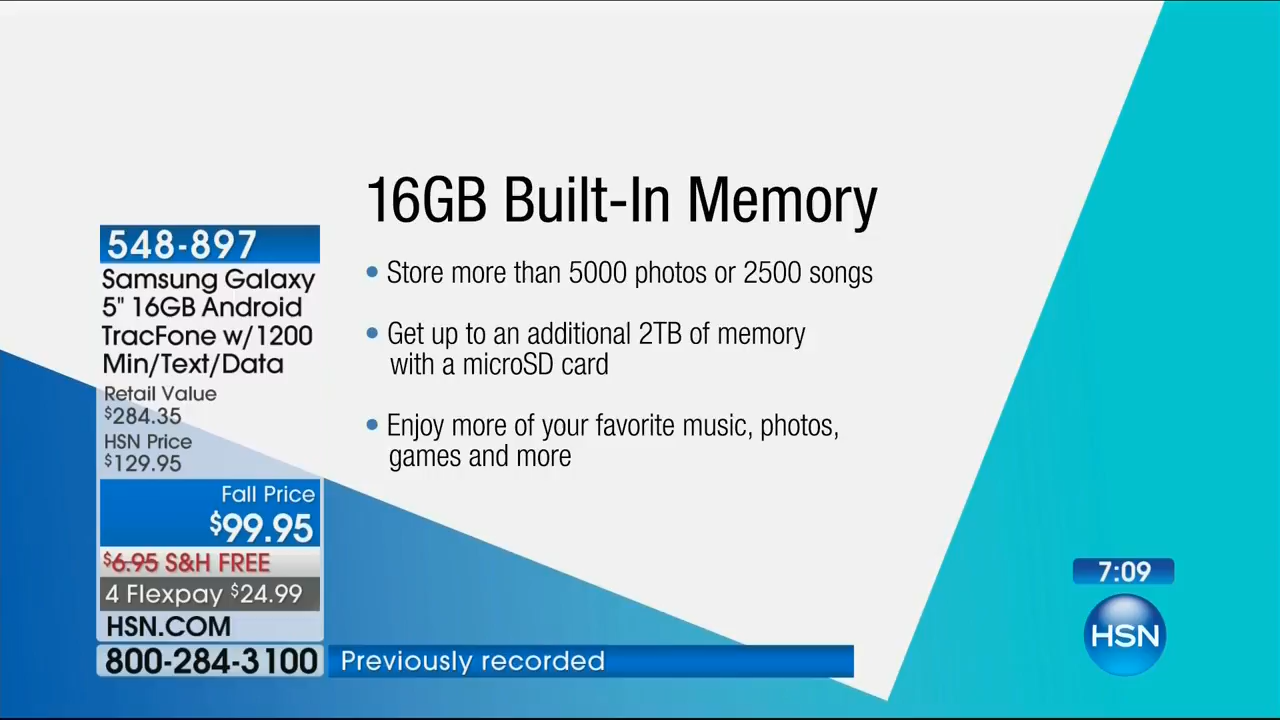 16GB Built-In Memory
• Store more than 5000 photos or 2500 songs
• Get up to an additional 2TB of memory
with a microSD card
• Enjoy more of your favorite music, photos,
games and more
548-897
Samsung Galaxy
5" 16GB Android
TracFone w/1200
Min/Text/Data
Retail Value
$284.35
HSN Price
$129.95
Fall Price
$99.95
$6.95 S&H FREE
4 Flexpay $24.99
HSN.COM
800-284-3100
Previously recorded
7:09
HSN